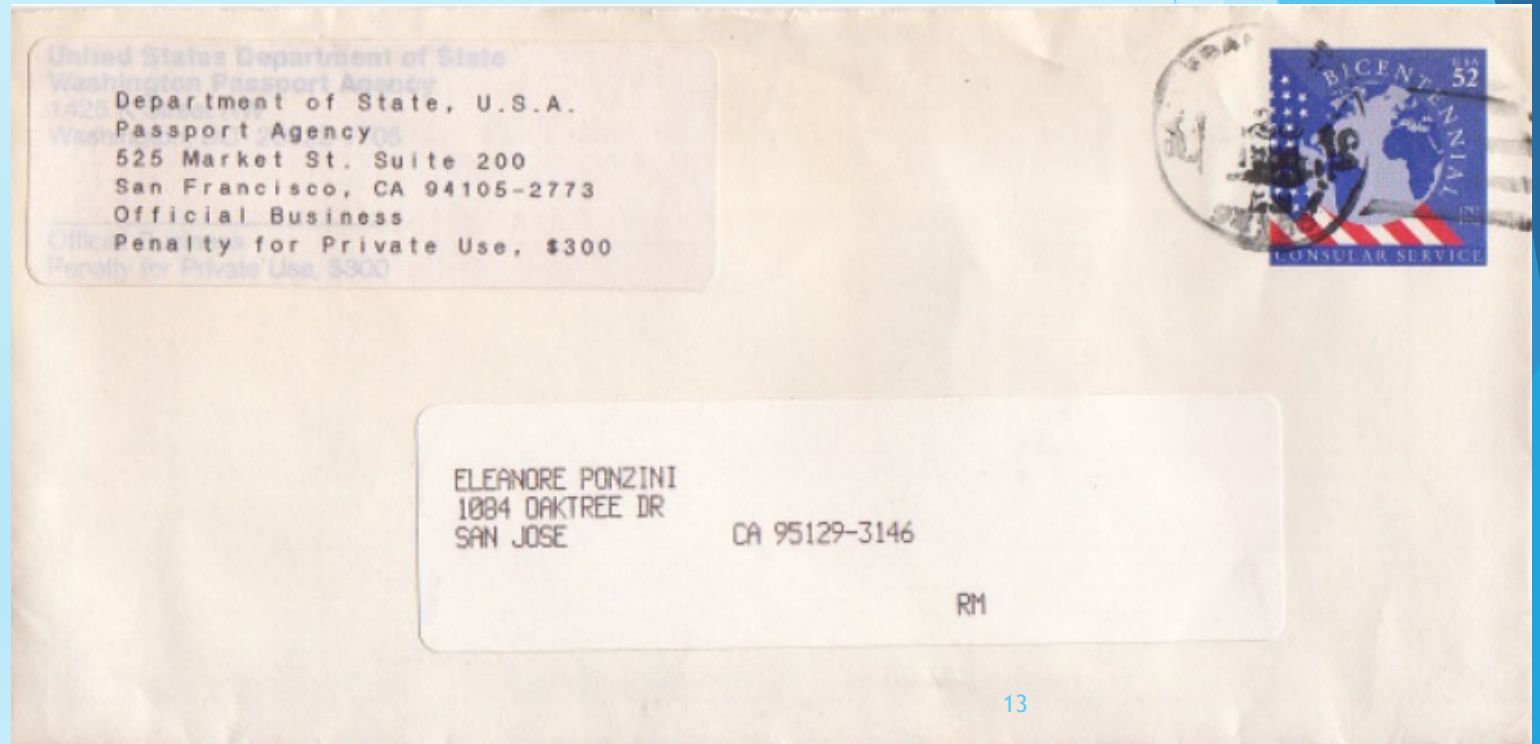 United States Department of State
Washington Passport Agency
Department of State, U.S.A.
Passport Agency
525 Market St. Suite 200
San Francisco, CA 94105-2773
Official Business
Penalty for Private Use, $300
Penalty for Private Use, $300
USA
52
BICENTENNIAL
CONSULAR SERVICE
ELEANORE PONZINI
1084 OAKTREE DR
SAN JOSE CA 95129-3146
RM
13